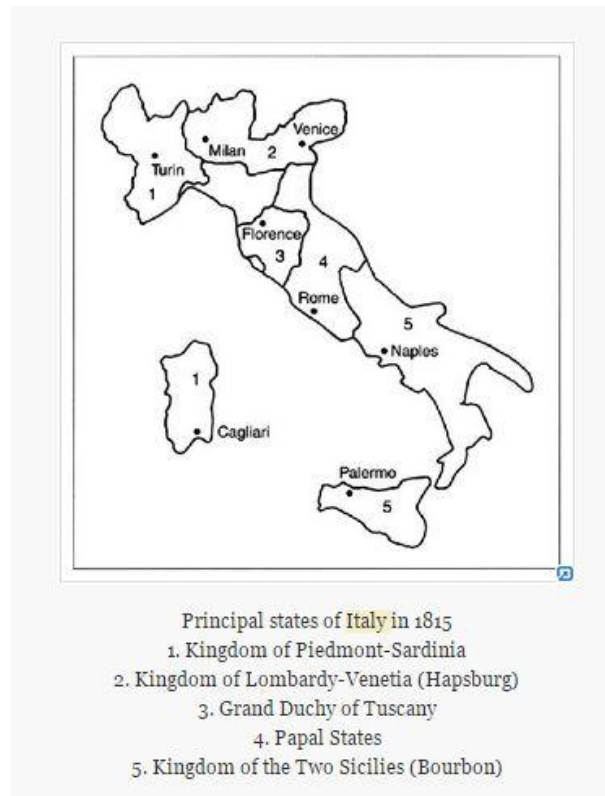 Venice
Milan 2
Turin
1
Florence
3
4
Rome
5
Naples
1
Cagliari
Palermo
5
Principal states of Italy in 1815
1. Kingdom of Piedmont-Sardinia
2. Kingdom of Lombardy-Venetia (Hapsburg)
3. Grand Duchy of Tuscany
4. Papal States
5. Kingdom of the Two Sicilies (Bourbon)